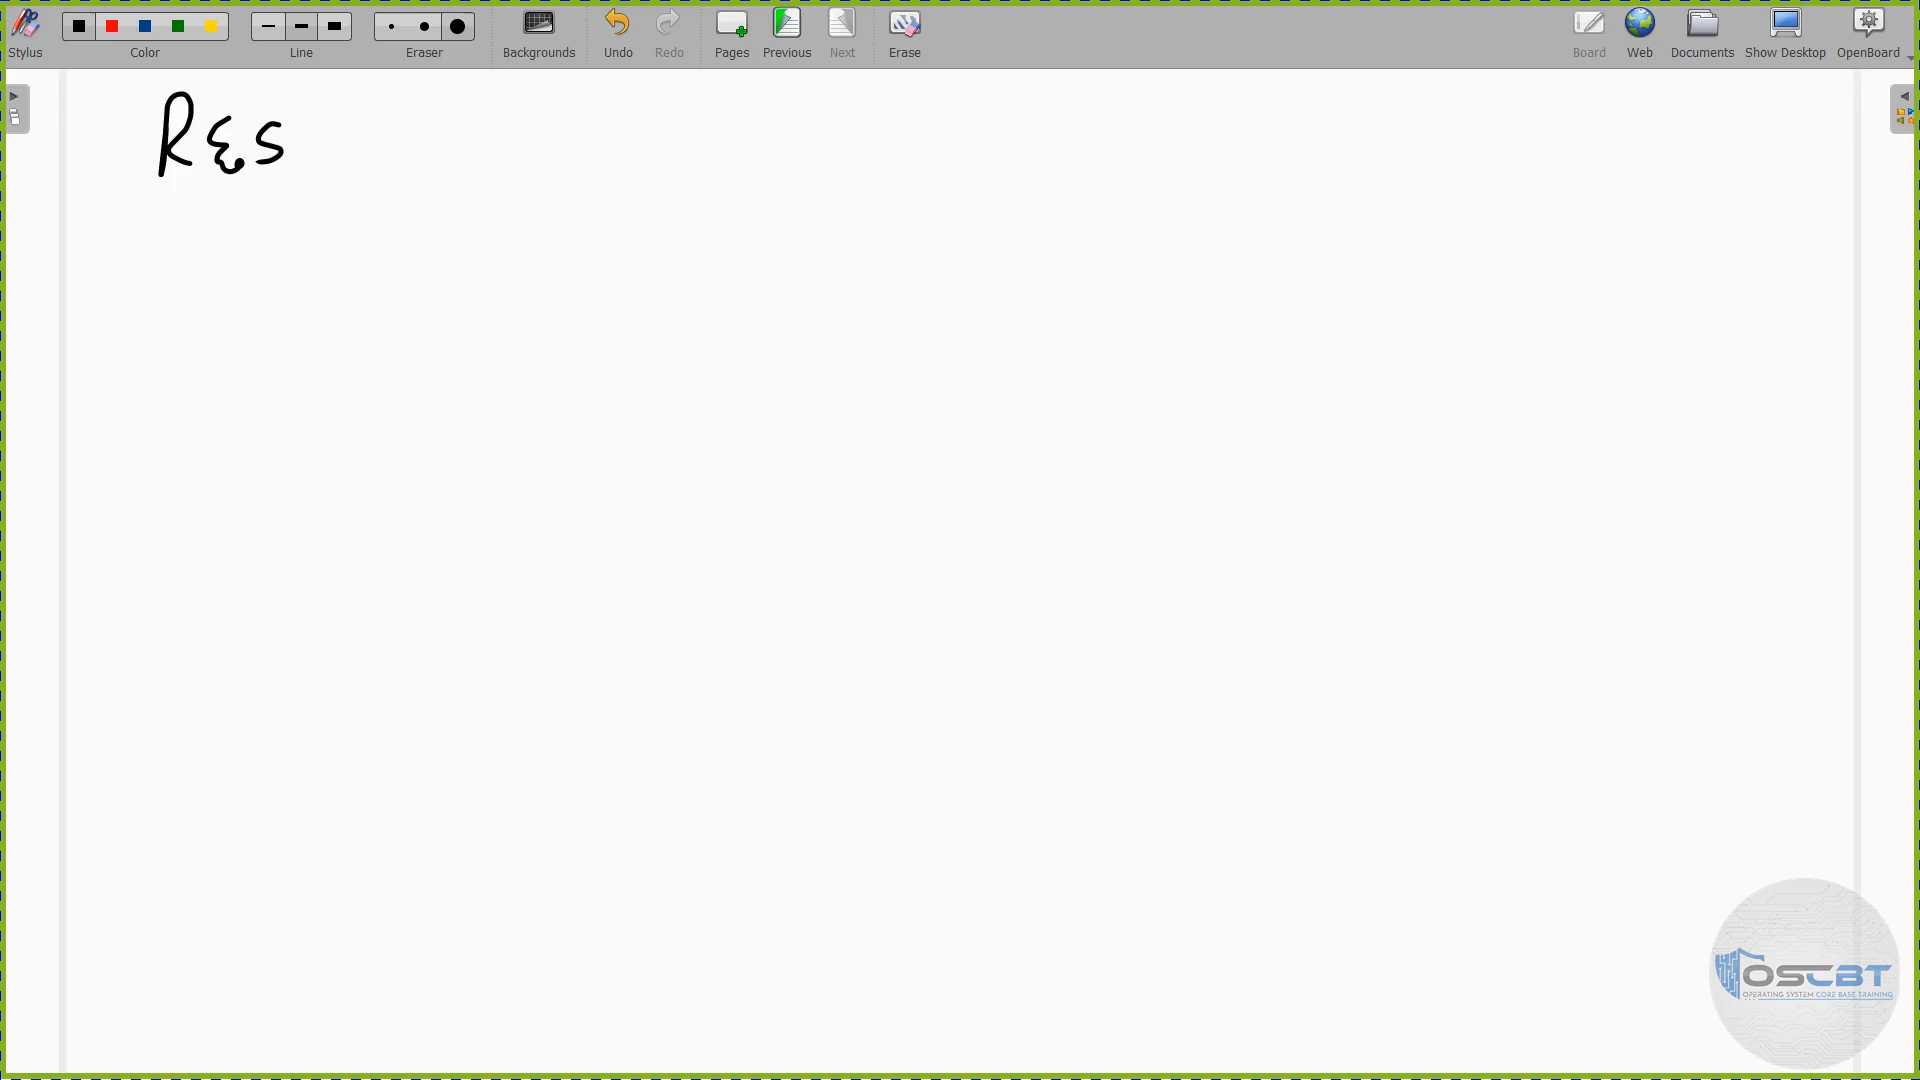 Stylus Color Line Eraser Backgrounds Undo Redo Pages Previous Next Erase Board Web Documents Show Desktop OpenBoard
R&S
OSCBT
OPERATING SYSTEM CORE BASE TRAINING